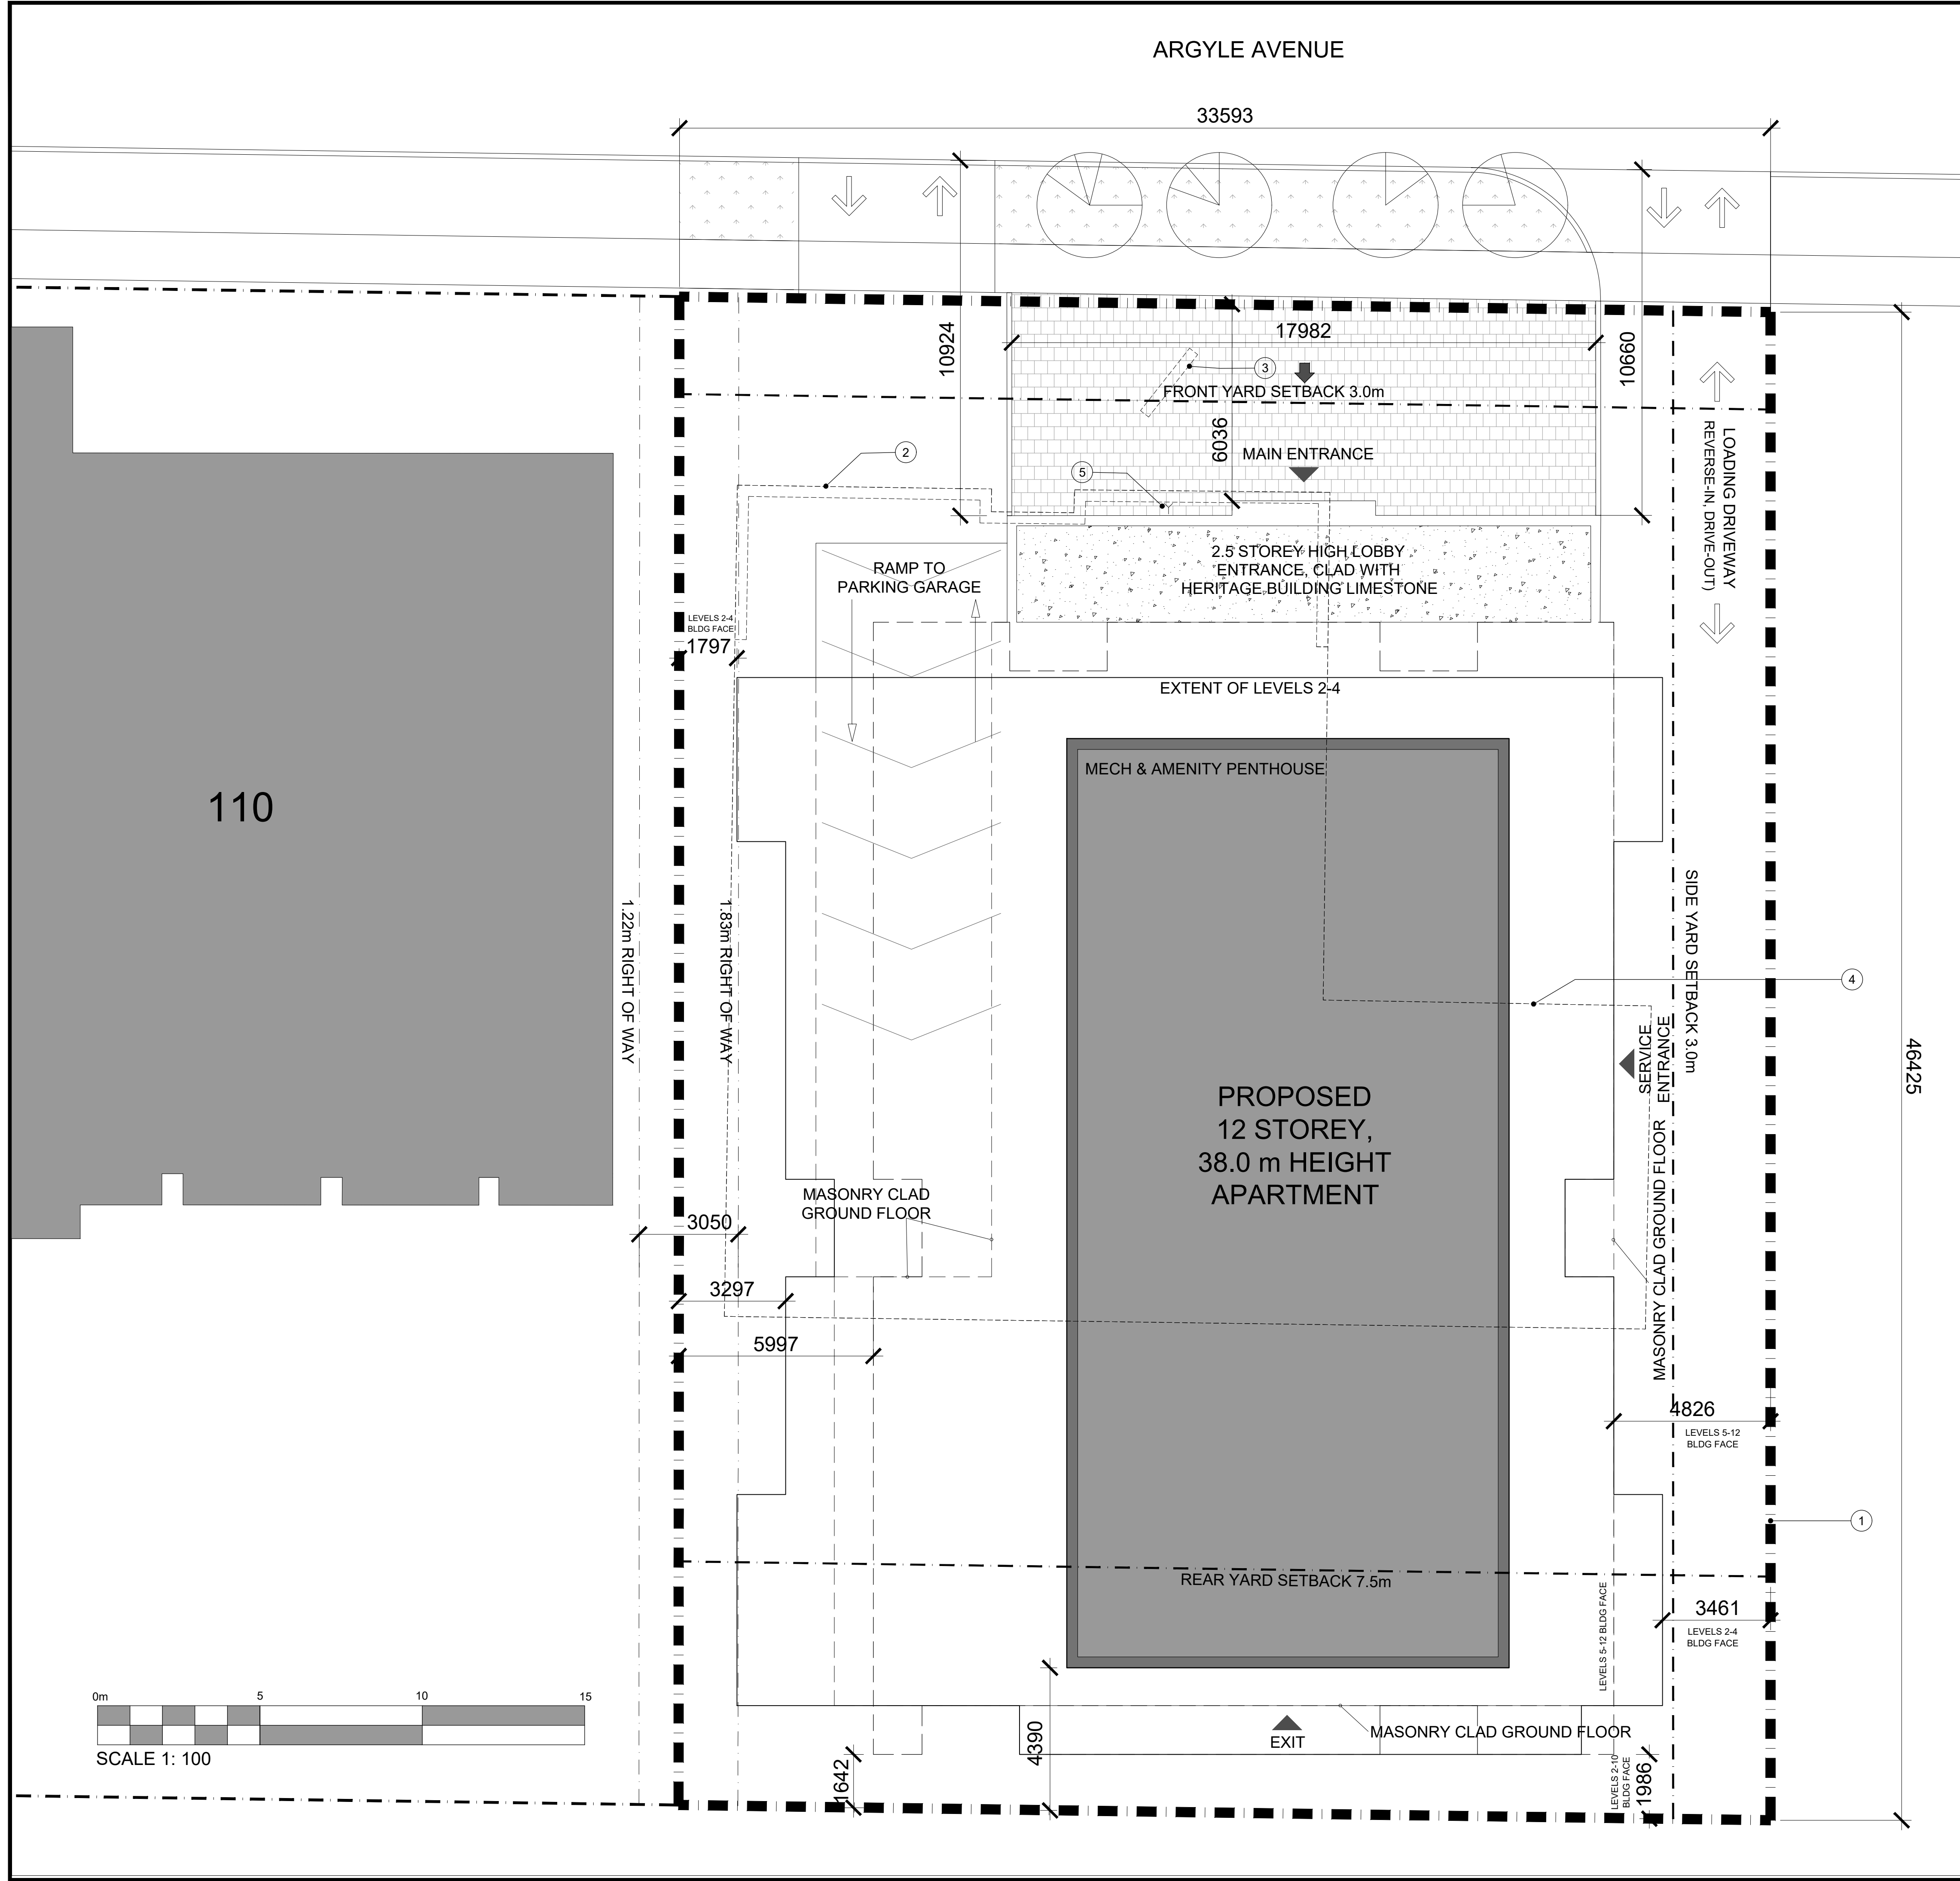 ARGYLE AVENUE
33593
10924
17982
10660
3
FRONT YARD SETBACK 3.0m
6036
MAIN ENTRANCE
2
5
LOADING DRIVEWAY
REVERSE-IN, DRIVE-OUT)
2.5 STOREY HIGH LOBBY
ENTRANCE, CLAD WITH
HERITAGE BUILDING LIMESTONE
RAMP TO
PARKING GARAGE
LEVELS 2-4
BLDG FACE
1797
EXTENT OF LEVELS 2-4
MECH & AMENITY PENTHOUSE
110
1.22m RIGHT OF WAY
1.83m RIGHT OF WAY
SIDE YARD SETBACK 3.0m
4
SERVICE
ENTRANCE
46425
PROPOSED
12 STOREY,
38.0 m HEIGHT
APARTMENT
MASONRY CLAD
GROUND FLOOR
MASONRY CLAD GROUND FLOOR
3050
3297
5997
4826
LEVELS 5-12
BLDG FACE
1
REAR YARD SETBACK 7.5m
LEVELS 5-12 BLDG FACE
3461
LEVELS 2-4
BLDG FACE
0m 5 10 15
SCALE 1: 100
4390
EXIT
MASONRY CLAD GROUND FLOOR
1642
LEVELS 2-10
BLDG FACE
1986